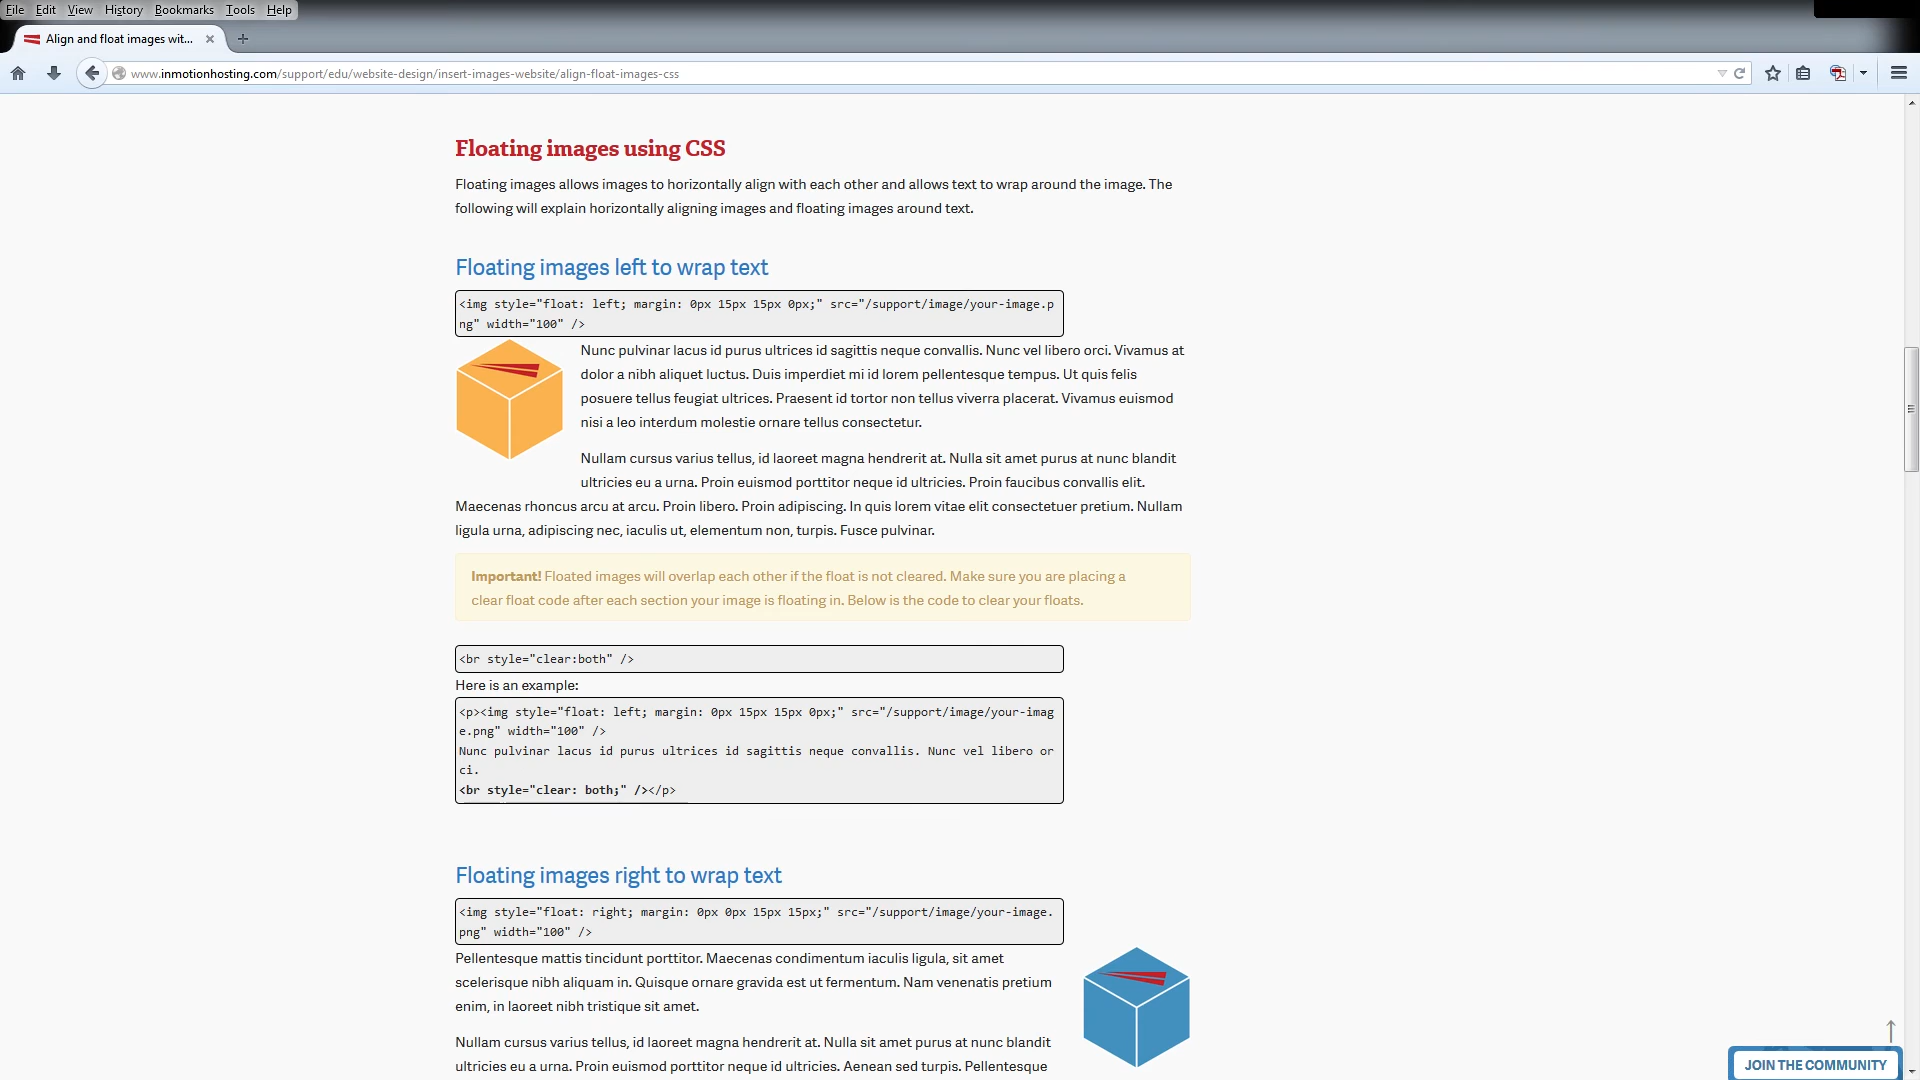 File Edit View History Bookmarks Tools Help
Align and float images wit...
www.inmotionhosting.com/support/edu/website-design/insert-images-website/align-float-images-css
Floating images using CSS
Floating images allows images to horizontally align with each other and allows text to wrap around the image. The
following will explain horizontally aligning images and floating images around text.
Floating images left to wrap text
<img style="float: left; margin: 0px 15px 15px 0px;" src="/support/image/your-image.p
ng" width="100" />
Nunc pulvinar lacus id purus ultrices id sagittis neque convallis. Nunc vel libero orci. Vivamus at
dolor a nibh aliquet luctus. Duis imperdiet mi id lorem pellentesque tempus. Ut quis felis
posuere tellus feugiat ultrices. Praesent id tortor non tellus viverra placerat. Vivamus euismod
nisi a leo interdum molestie ornare tellus consectetur.
Nullam cursus varius tellus, id laoreet magna hendrerit at. Nulla sit amet purus at nunc blandit
ultricies eu a urna. Proin euismod porttitor neque id ultricies. Proin faucibus convallis elit.
Maecenas rhoncus arcu at arcu. Proin libero. Proin adipiscing. In quis lorem vitae elit consectetuer pretium. Nullam
ligula urna, adipiscing nec, iaculis ut, elementum non, turpis. Fusce pulvinar.
Important! Floated images will overlap each other if the float is not cleared. Make sure you are placing a
clear float code after each section your image is floating in. Below is the code to clear your floats.
<br style="clear:both" />
Here is an example:
<p><img style="float: left; margin: 0px 15px 15px 0px;" src="/support/image/your-imag
e.png" width="100" />
Nunc pulvinar lacus id purus ultrices id sagittis neque convallis. Nunc vel libero or
ci.
<br style="clear: both;" /></p>
Floating images right to wrap text
<img style="float: right; margin: 0px 0px 15px 15px;" src="/support/image/your-image.
png" width="100" />
Pellentesque mattis tincidunt porttitor. Maecenas condimentum iaculis ligula, sit amet
scelerisque nibh aliquam in. Quisque ornare gravida est ut fermentum. Nam venenatis pretium
enim, in laoreet nibh tristique sit amet.
Nullam cursus varius tellus, id laoreet magna hendrerit at. Nulla sit amet purus at nunc blandit
ultricies eu a urna. Proin euismod porttitor neque id ultricies. Aenean sed turpis. Pellentesque
JOIN THE COMMUNITY